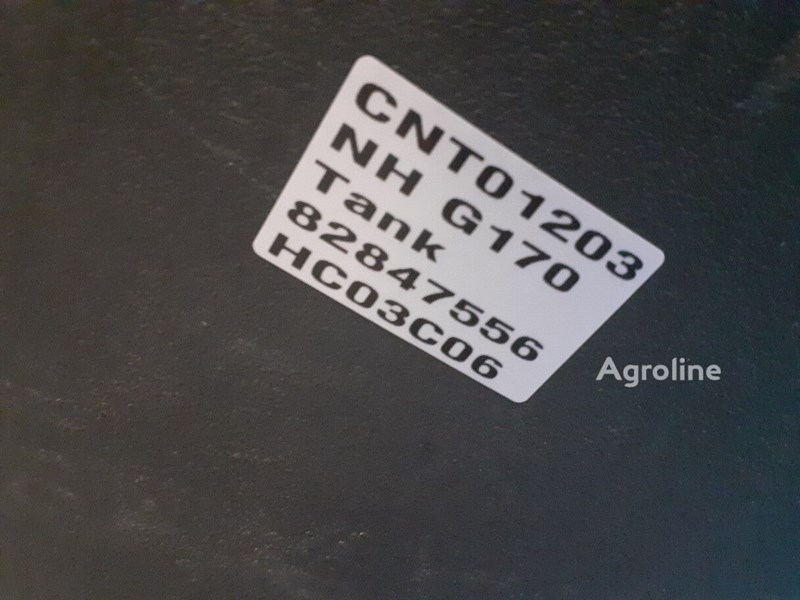 CNT01203
NH G170
Tank
82847556
HC03C06
Agroline